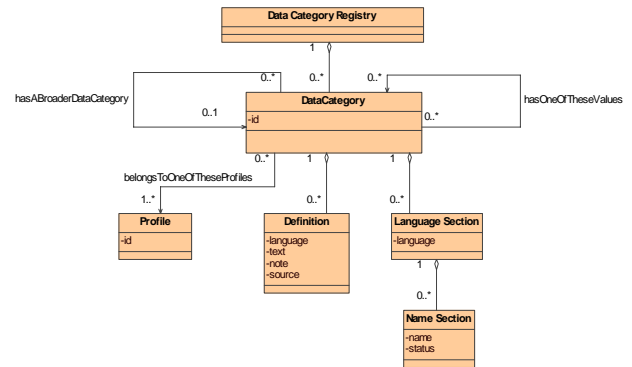 Data Category Registry
1
0..*
0..*
0..*
hasABroaderDataCategory
hasOneOfTheseValues
DataCategory
0..1
-id
0..*
0..*
1
1
belongsToOneOfTheseProfiles
1..*
0..*
0..*
Profile
-id
Definition
-language
-text
-note
-source
Language Section
-language
1
0..*
Name Section
-name
-status